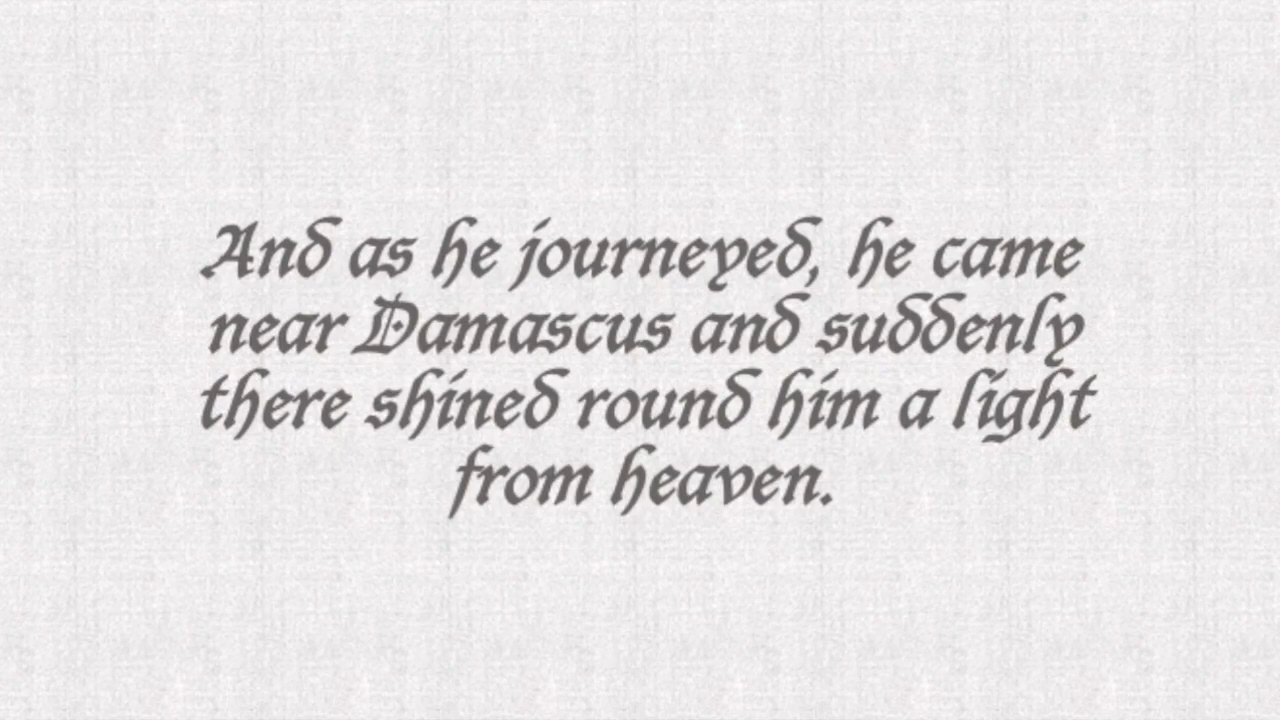 And as he journeyed, he came
near Damascus and suddenly
there shined round him a light
from heaven.